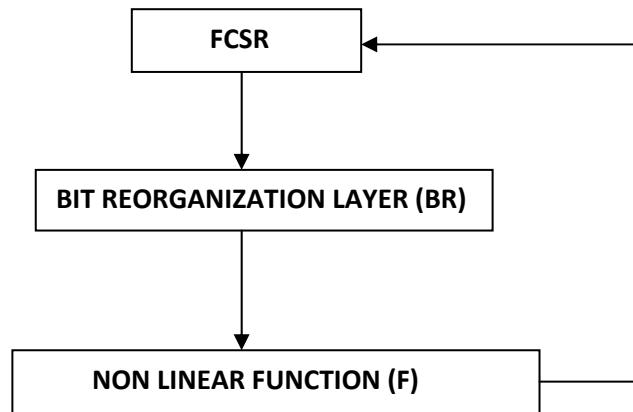 FCSR
BIT REORGANIZATION LAYER (BR)
NON LINEAR FUNCTION (F)